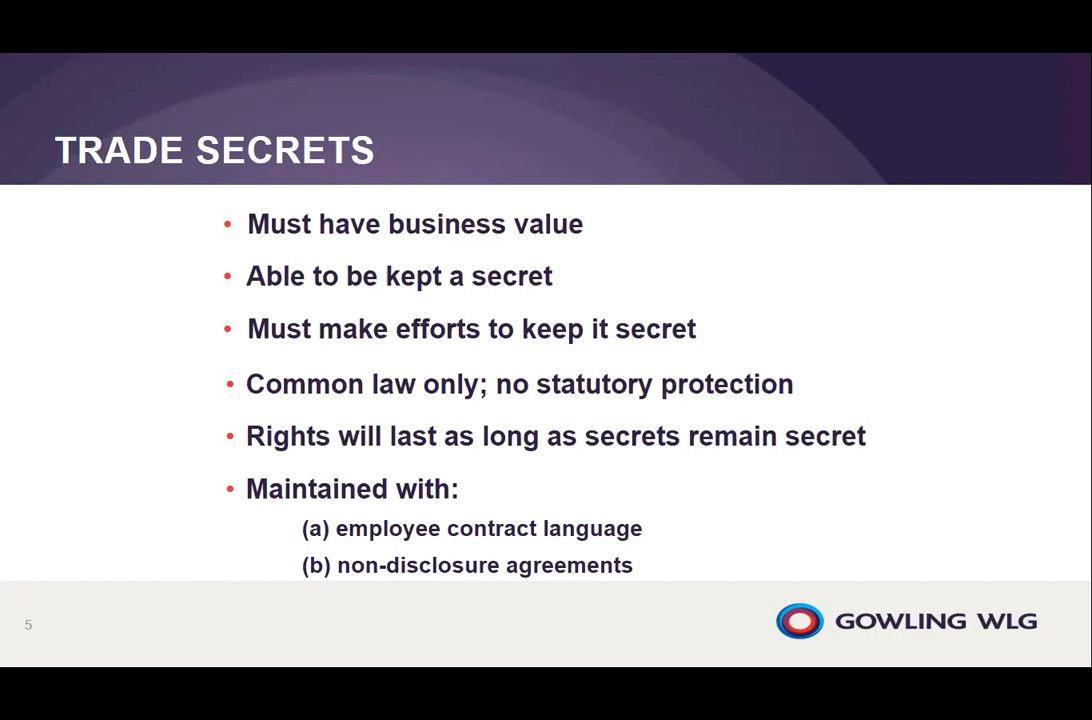 TRADE SECRETS
• Must have business value
• Able to be kept a secret
• Must make efforts to keep it secret
• Common law only; no statutory protection
• Rights will last as long as secrets remain secret
• Maintained with:
(a) employee contract language
(b) non-disclosure agreements
5
GOWLING WLG